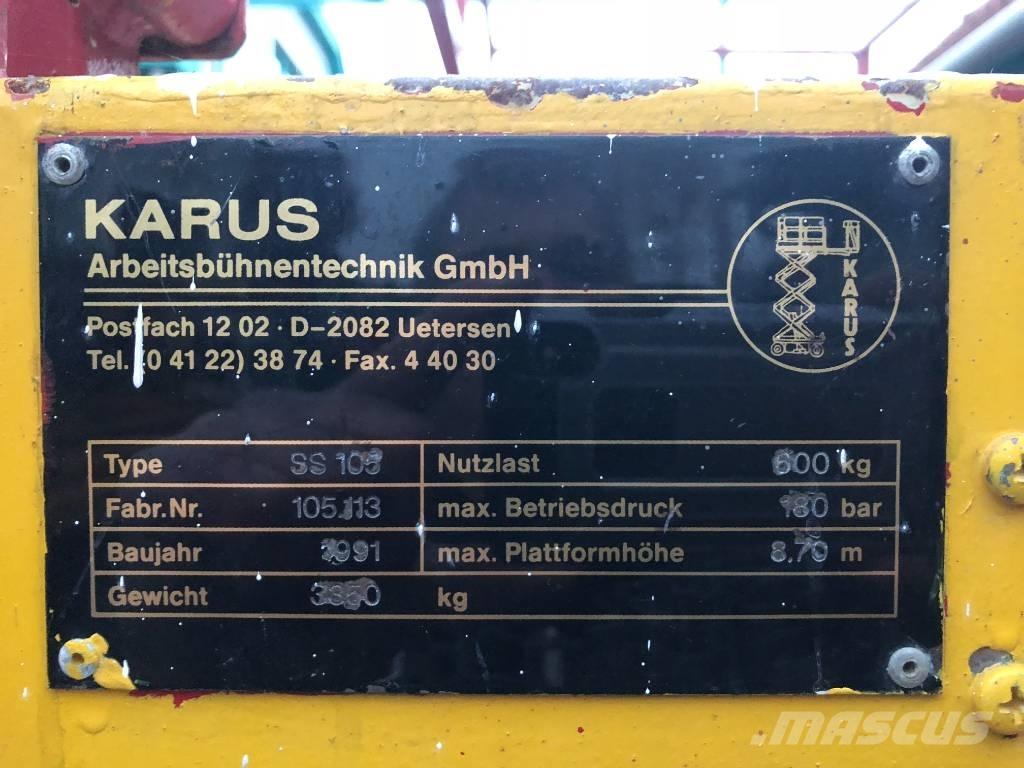 KARUS
Arbeitsbühnentechnik GmbH
Postfach 12 02 · D-2082 Uetersen
Tel. (0 41 22) 38 74 · Fax. 4 40 30
KARUS
Type SS 105 Nutzlast 600 kg
Fabr.Nr. 105.113 max. Betriebsdruck 180 bar
Baujahr 1991 max. Plattformhöhe 8.70 m
Gewicht kg
mascus